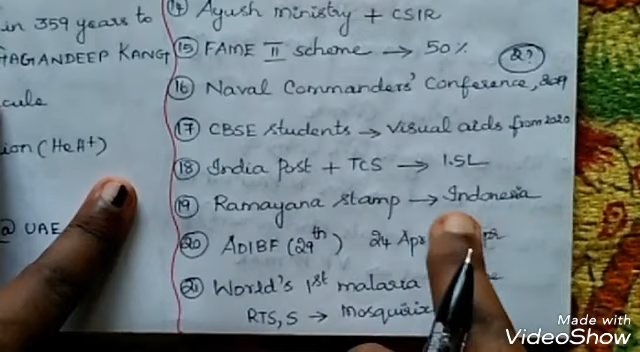 in 359 years to
GAGANDEEP KANG
cule
ion (HeH+)
@ UAE
14 Ayush ministry + CSIR
15 FAME II scheme → 50%
2?
16 Naval Commanders' Conference, 2019
17 CBSE students → Visual aids from 2020
18 India Post + TCS → 1.5L
19 Ramayana stamp → Indonesia
20 ADIBF (29th) 24 Apr
21 World's 1st malaria
RTS,S → Mosquirix
Made with
VideoShow